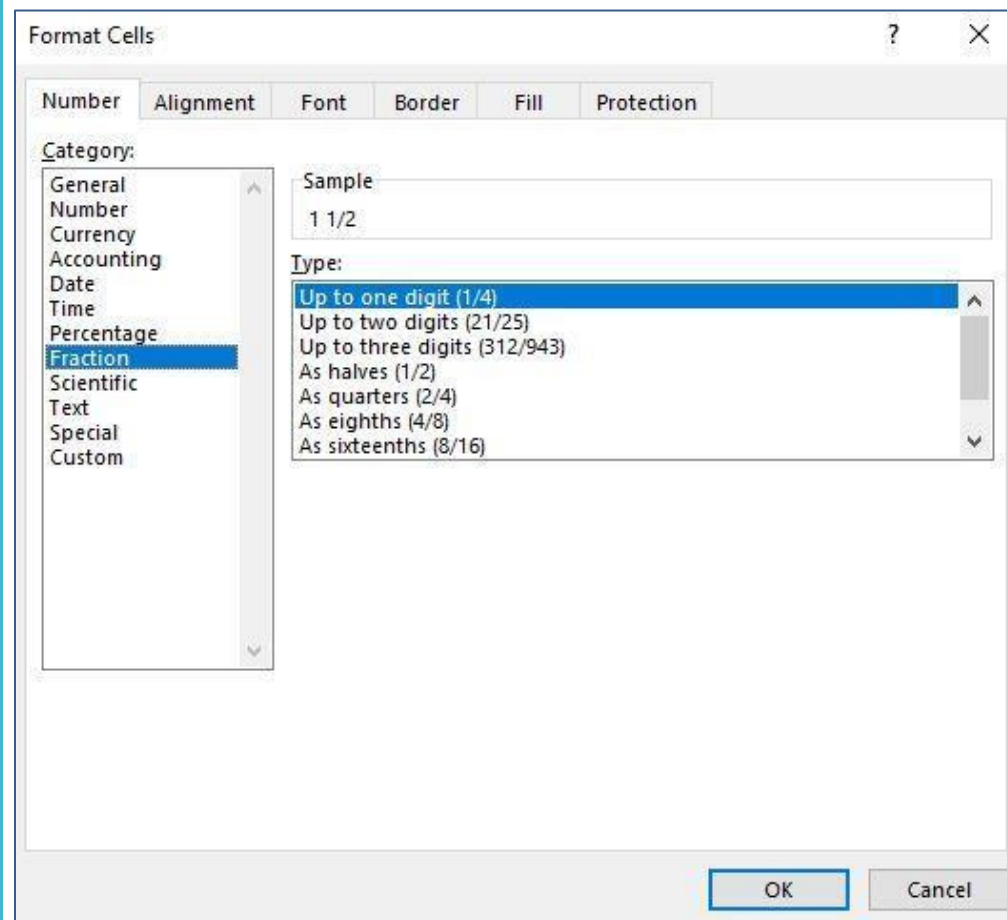 Format Cells ? ×
Number Alignment Font Border Fill Protection
Category:
General
Number
Currency
Accounting
Date
Time
Percentage
Fraction
Scientific
Text
Special
Custom
Sample
1 1/2
Type:
Up to one digit (1/4)
Up to two digits (21/25)
Up to three digits (312/943)
As halves (1/2)
As quarters (2/4)
As eighths (4/8)
As sixteenths (8/16)
OK Cancel